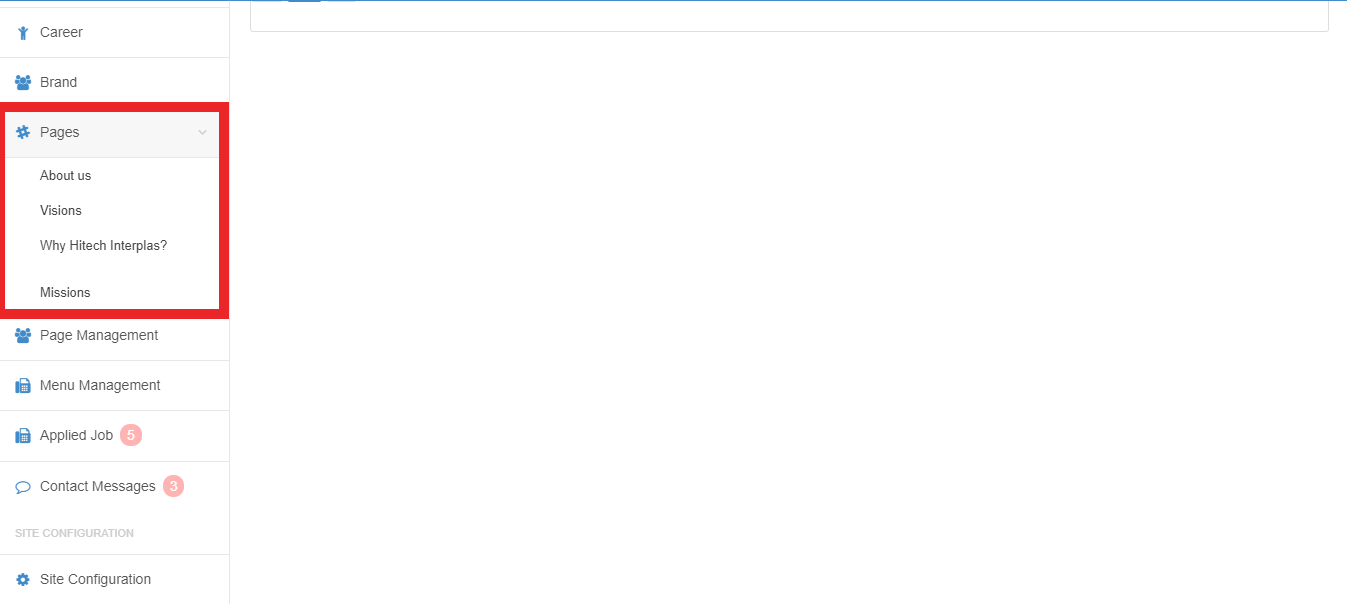 Career
Brand
Pages
About us
Visions
Why Hitech Interplas?
Missions
Page Management
Menu Management
Applied Job 5
Contact Messages 3
SITE CONFIGURATION
Site Configuration